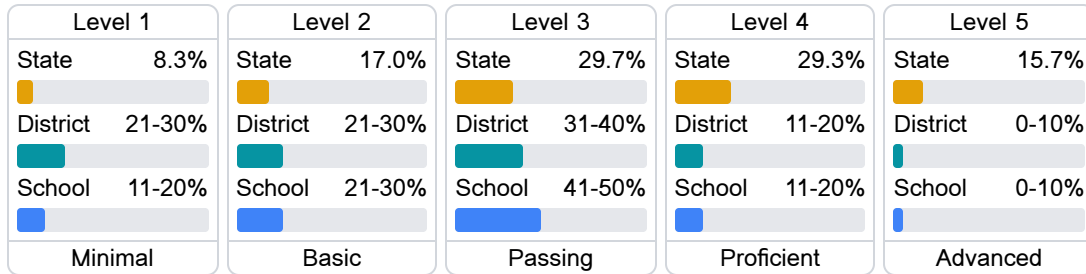 Level 1
State 8.3%
District 21-30%
School 11-20%
Minimal
Level 2
State 17.0%
District 21-30%
School 21-30%
Basic
Level 3
State 29.7%
District 31-40%
School 41-50%
Passing
Level 4
State 29.3%
District 11-20%
School 11-20%
Proficient
Level 5
State 15.7%
District 0-10%
School 0-10%
Advanced